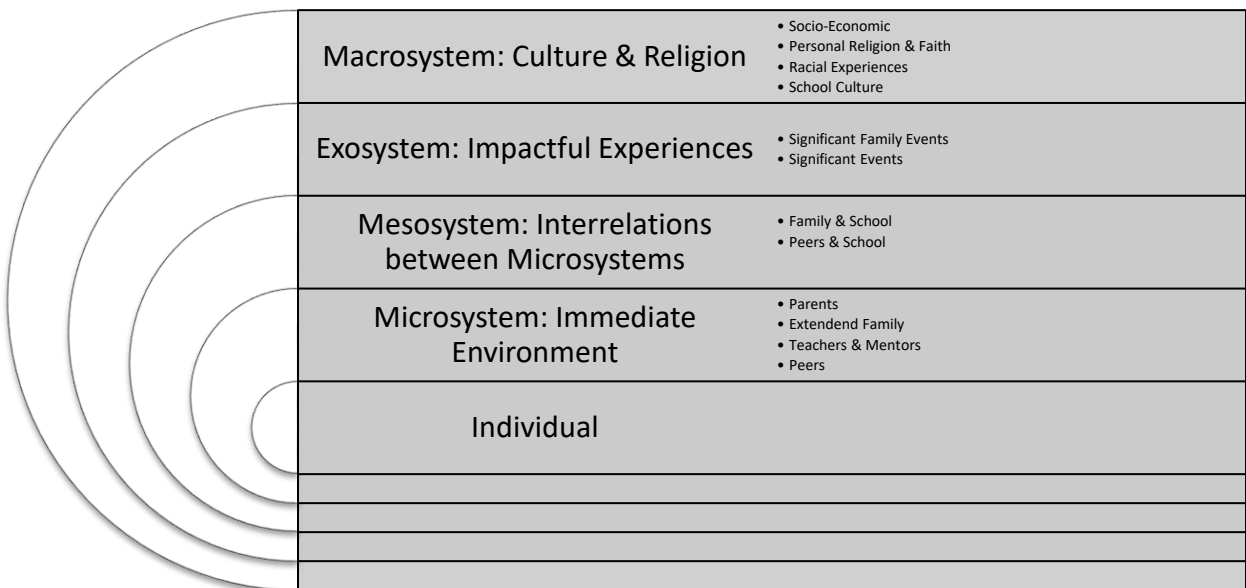 Macrosystem: Culture & Religion
• Socio-Economic
• Personal Religion & Faith
• Racial Experiences
• School Culture
Exosystem: Impactful Experiences
• Significant Family Events
• Significant Events
Mesosystem: Interrelations
between Microsystems
• Family & School
• Peers & School
Microsystem: Immediate
Environment
• Parents
• Extendend Family
• Teachers & Mentors
• Peers
Individual